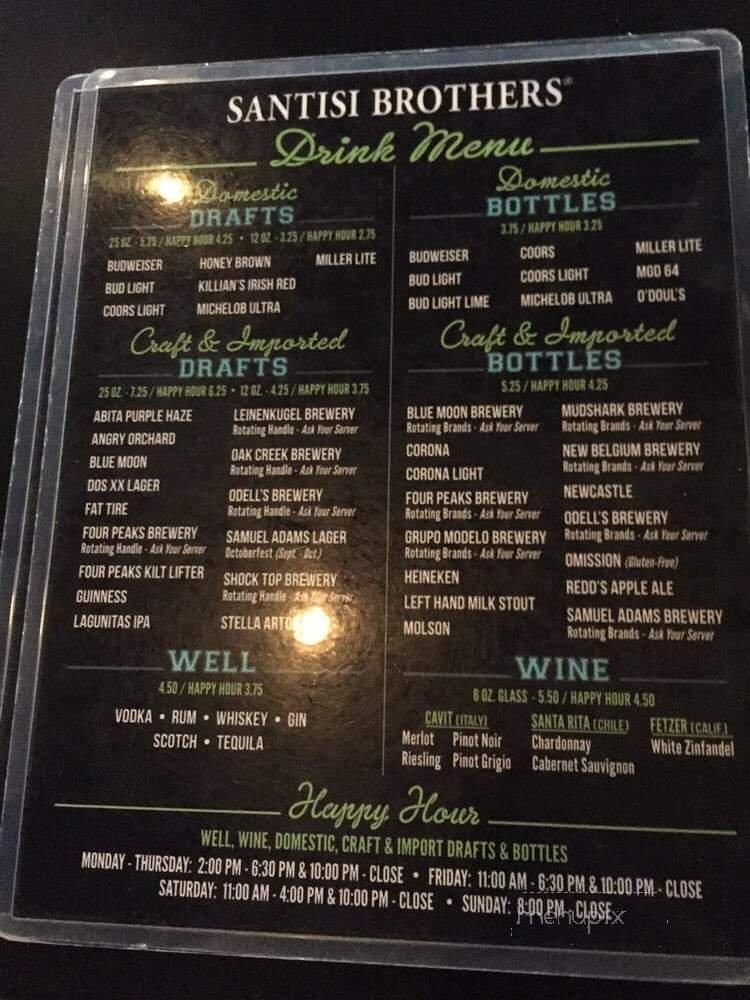 SANTISI BROTHERS®
Drink Menu
Domestic
DRAFTS
25 OZ. - 5.25 / HAPPY HOUR 4.25 • 12 OZ. - 3.25 / HAPPY HOUR 2.75
BUDWEISER HONEY BROWN MILLER LITE
BUD LIGHT KILLIAN'S IRISH RED
COORS LIGHT MICHELOB ULTRA
Craft & Imported
DRAFTS
25 OZ. - 7.25 / HAPPY HOUR 6.25 • 12 OZ. - 4.25 / HAPPY HOUR 3.75
ABITA PURPLE HAZE
ANGRY ORCHARD
BLUE MOON
DOS XX LAGER
FAT TIRE
FOUR PEAKS BREWERY
Rotating Handle - Ask Your Server
FOUR PEAKS KILT LIFTER
GUINNESS
LAGUNITAS IPA
LEINENKUGEL BREWERY
Rotating Handle - Ask Your Server
OAK CREEK BREWERY
Rotating Handle - Ask Your Server
ODELL'S BREWERY
Rotating Handle - Ask Your Server
SAMUEL ADAMS LAGER
Octoberfest (Sept. - Oct.)
SHOCK TOP BREWERY
Rotating Handle - Ask Your Server
STELLA ARTOIS
WELL
4.50 / HAPPY HOUR 3.75
VODKA • RUM • WHISKEY • GIN
SCOTCH • TEQUILA
Domestic
BOTTLES
3.75 / HAPPY HOUR 3.25
BUDWEISER COORS MILLER LITE
BUD LIGHT COORS LIGHT MGD 64
BUD LIGHT LIME MICHELOB ULTRA O'DOUL'S
Craft & Imported
BOTTLES
5.25 / HAPPY HOUR 4.25
BLUE MOON BREWERY
Rotating Brands - Ask Your Server
CORONA
CORONA LIGHT
FOUR PEAKS BREWERY
Rotating Brands - Ask Your Server
GRUPO MODELO BREWERY
Rotating Brands - Ask Your Server
HEINEKEN
LEFT HAND MILK STOUT
MOLSON
MUDSHARK BREWERY
Rotating Brands - Ask Your Server
NEW BELGIUM BREWERY
Rotating Brands - Ask Your Server
NEWCASTLE
ODELL'S BREWERY
Rotating Brands - Ask Your Server
OMISSION (Gluten-Free)
REDD'S APPLE ALE
SAMUEL ADAMS BREWERY
Rotating Brands - Ask Your Server
WINE
6 OZ. GLASS - 5.50 / HAPPY HOUR 4.50
CAVIT (ITALY) SANTA RITA (CHILE) FETZER (CALIF.)
Merlot Pinot Noir Chardonnay White Zinfandel
Riesling Pinot Grigio Cabernet Sauvignon
Happy Hour
WELL, WINE, DOMESTIC, CRAFT & IMPORT DRAFTS & BOTTLES
MONDAY - THURSDAY: 2:00 PM - 6:30 PM & 10:00 PM - CLOSE • FRIDAY: 11:00 AM - 6:30 PM & 10:00 PM - CLOSE
SATURDAY: 11:00 AM - 4:00 PM & 10:00 PM - CLOSE • SUNDAY: 8:00 PM - CLOSE
menupix